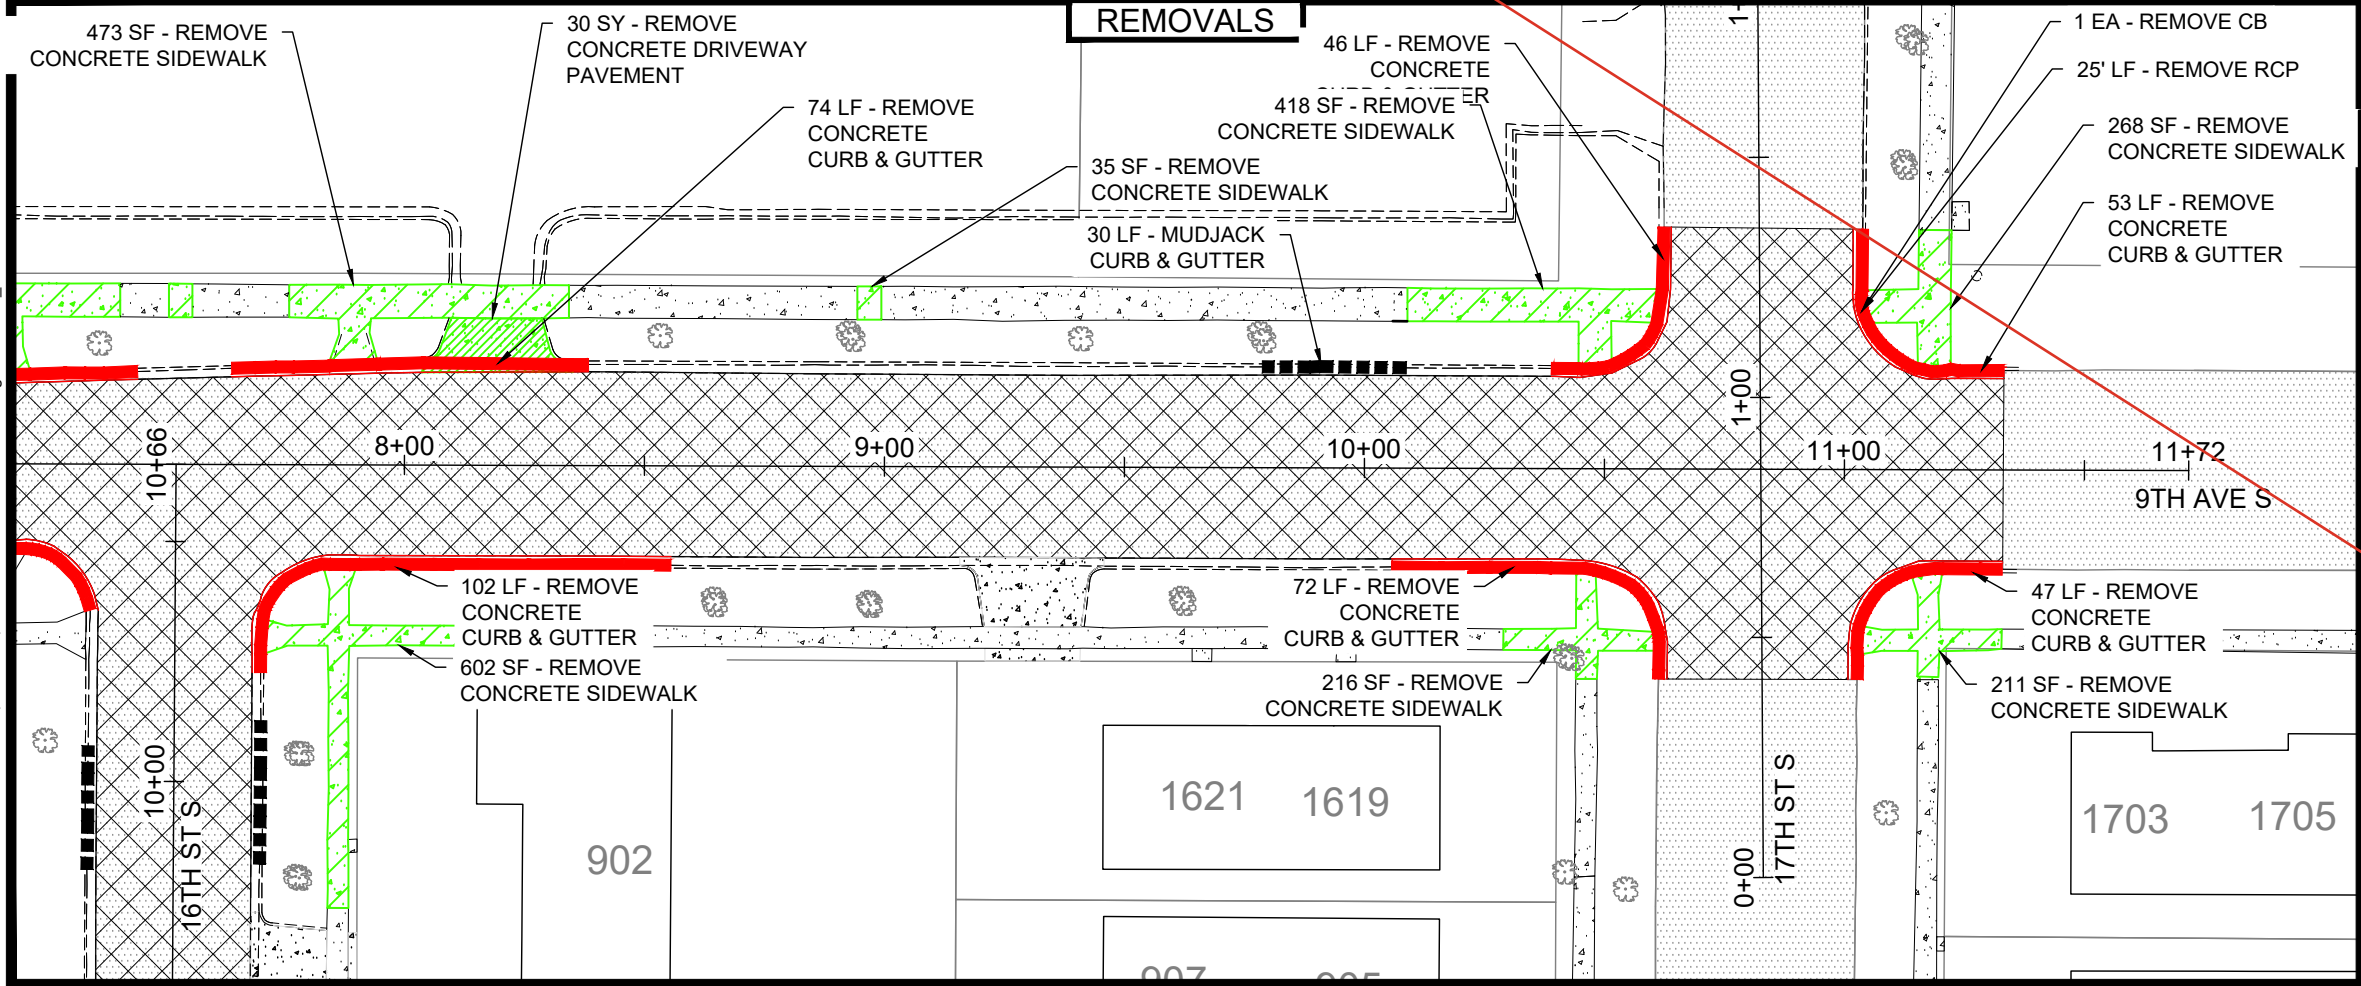 REMOVALS
473 SF - REMOVE
CONCRETE SIDEWALK
30 SY - REMOVE
CONCRETE DRIVEWAY
PAVEMENT
74 LF - REMOVE
CONCRETE
CURB & GUTTER
35 SF - REMOVE
CONCRETE SIDEWALK
30 LF - MUDJACK
CURB & GUTTER
46 LF - REMOVE
CONCRETE
CURB & GUTTER
418 SF - REMOVE
CONCRETE SIDEWALK
1 EA - REMOVE CB
25' LF - REMOVE RCP
268 SF - REMOVE
CONCRETE SIDEWALK
53 LF - REMOVE
CONCRETE
CURB & GUTTER
10+66
8+00
9+00
10+00
1+00
11+00
11+72
9TH AVE S
102 LF - REMOVE
CONCRETE
CURB & GUTTER
602 SF - REMOVE
CONCRETE SIDEWALK
72 LF - REMOVE
CONCRETE
CURB & GUTTER
216 SF - REMOVE
CONCRETE SIDEWALK
47 LF - REMOVE
CONCRETE
CURB & GUTTER
211 SF - REMOVE
CONCRETE SIDEWALK
10+00
16TH ST S
902
1621
1619
0+00
17TH ST S
1703
1705